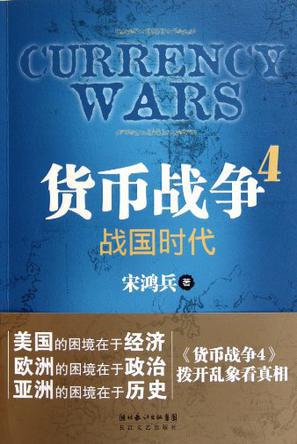 CURRENCY
WARS
货币战争4
战国时代
宋鸿兵 著
美国的困境在于经济
欧洲的困境在于政治
亚洲的困境在于历史
《货币战争4》
拨开乱象看真相
长江文艺出版社